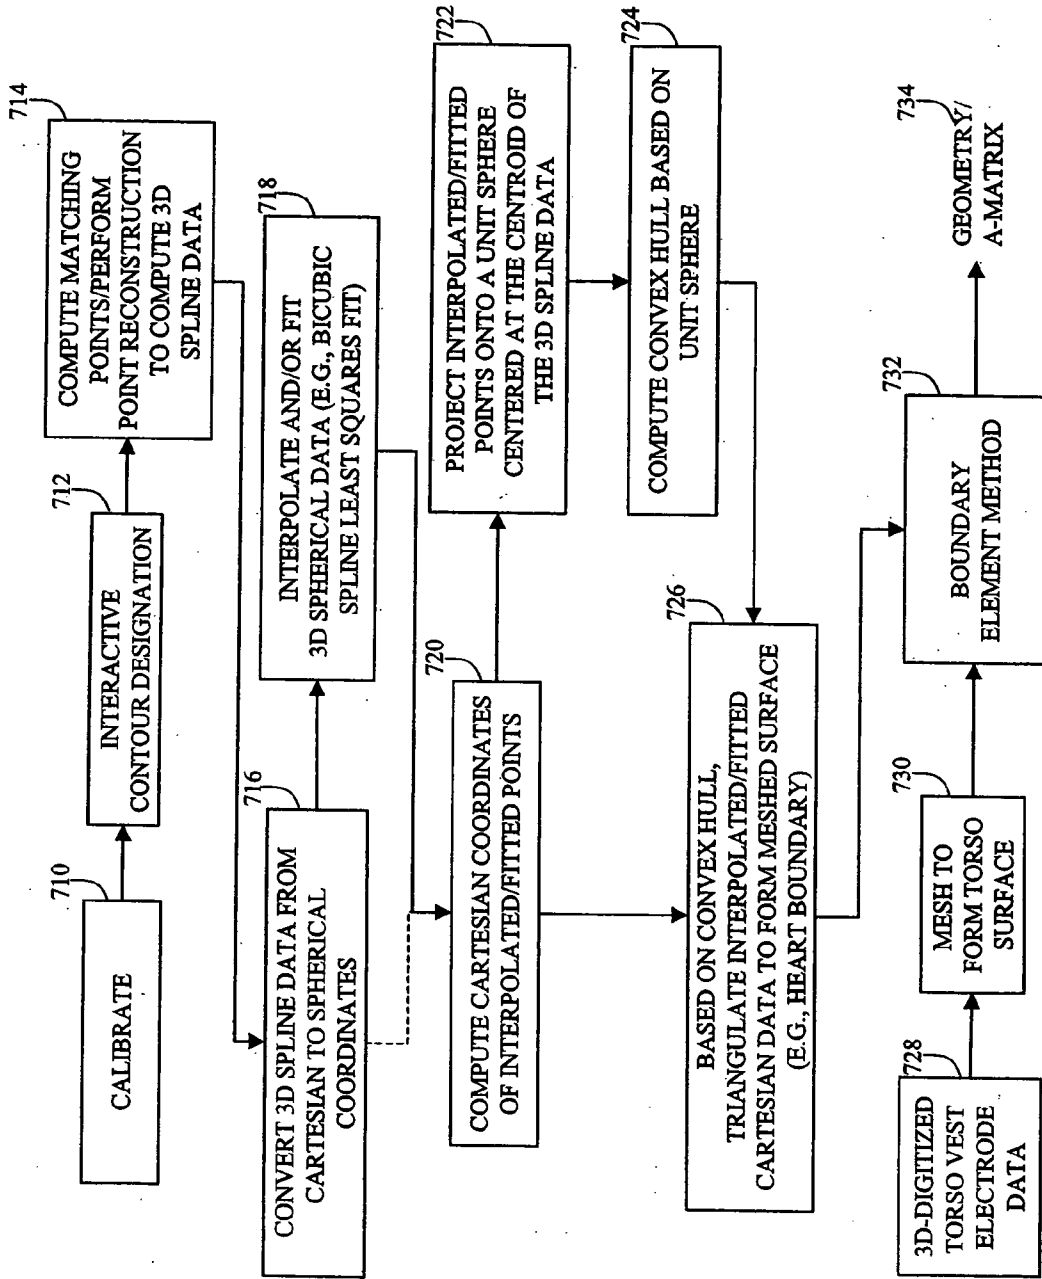 710
CALIBRATE
712
INTERACTIVE
CONTOUR DESIGNATION
714
COMPUTE MATCHING
POINTS/PERFORM
POINT RECONSTRUCTION
TO COMPUTE 3D
SPLINE DATA
716
CONVERT 3D SPLINE DATA FROM
CARTESIAN TO SPHERICAL
COORDINATES
718
INTERPOLATE AND/OR FIT
3D SPHERICAL DATA (E.G., BICUBIC
SPLINE LEAST SQUARES FIT)
720
COMPUTE CARTESIAN COORDINATES
OF INTERPOLATED/FITTED POINTS
722
PROJECT INTERPOLATED/FITTED
POINTS ONTO A UNIT SPHERE
CENTERED AT THE CENTROID OF
THE 3D SPLINE DATA
724
COMPUTE CONVEX HULL BASED ON
UNIT SPHERE
726
BASED ON CONVEX HULL,
TRIANGULATE INTERPOLATED/FITTED
CARTESIAN DATA TO FORM MESHED SURFACE
(E.G., HEART BOUNDARY)
728
3D-DIGITIZED
TORSO VEST
ELECTRODE
DATA
730
MESH TO
FORM TORSO
SURFACE
732
BOUNDARY
ELEMENT METHOD
734
GEOMETRY/
A-MATRIX